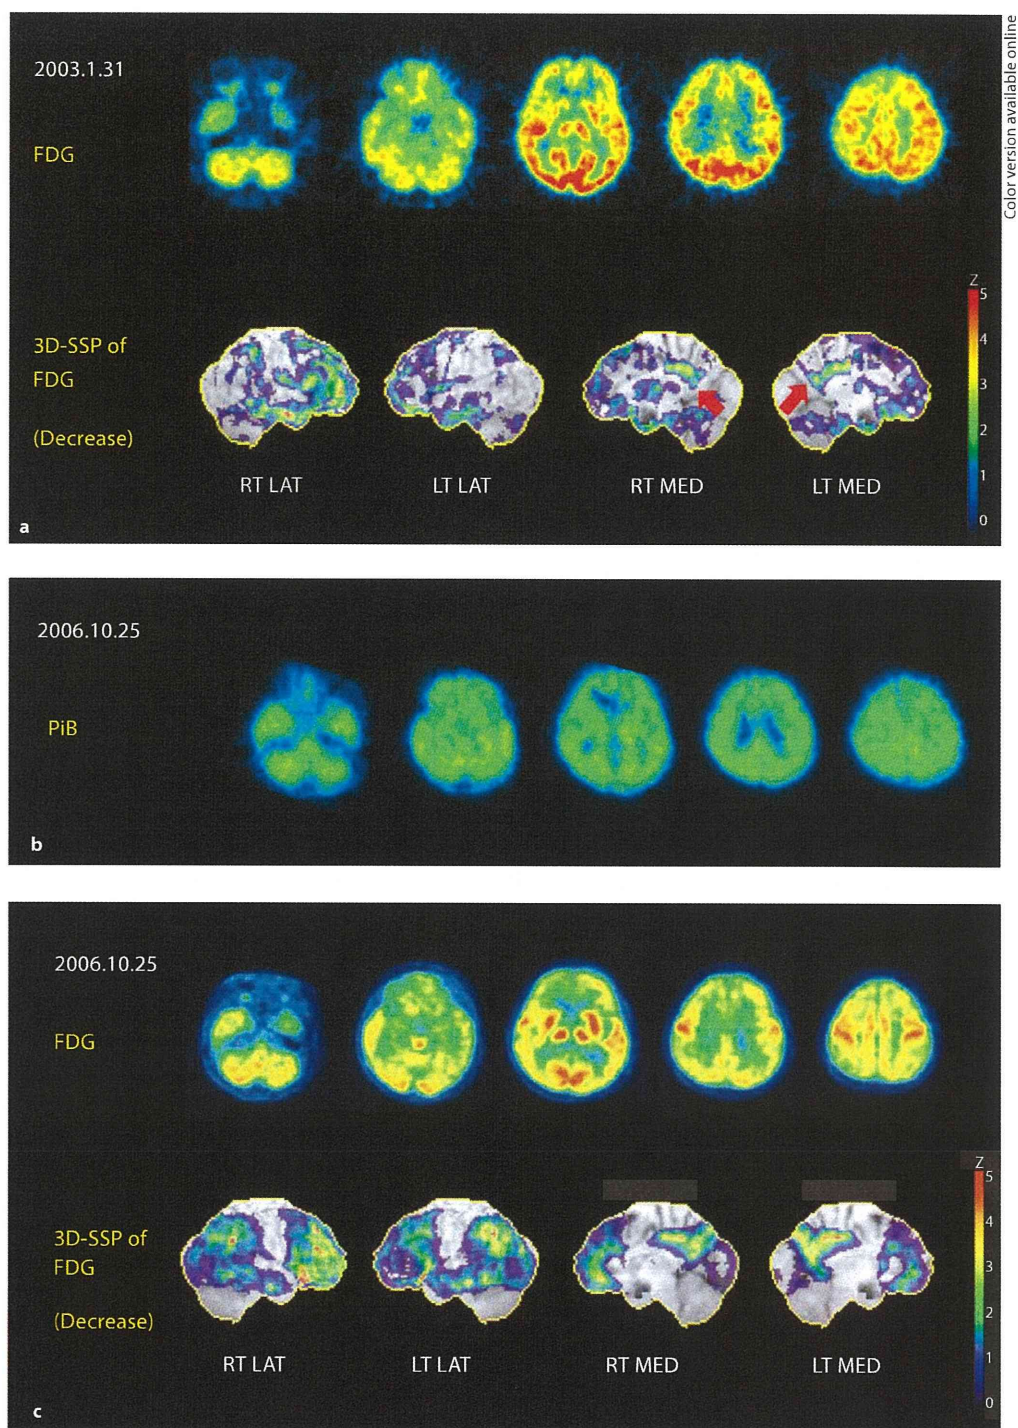 Color version available online
2003.1.31
FDG
Z
5
4
3
2
1
0
3D-SSP of
FDG
(Decrease)
RT LAT LT LAT RT MED LT MED
a
2006.10.25
PiB
b
2006.10.25
FDG
Z
5
4
3
2
1
0
3D-SSP of
FDG
(Decrease)
RT LAT LT LAT RT MED LT MED
c